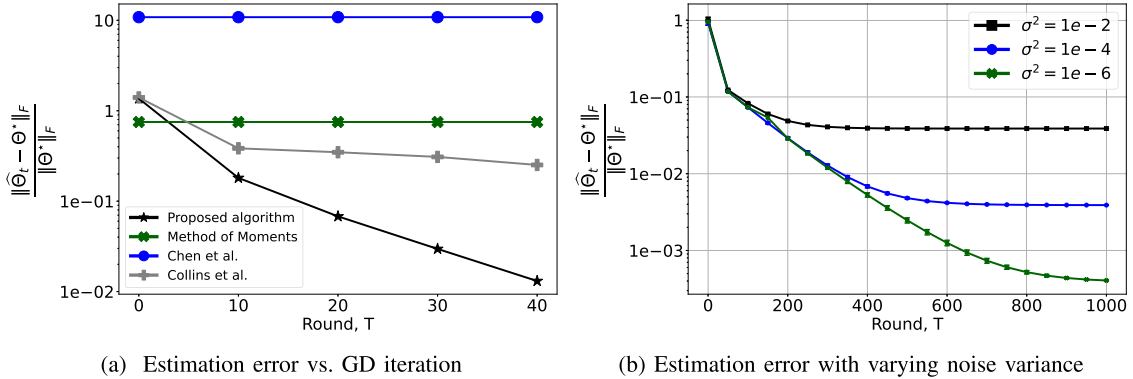 10
1
1e−01
1e−02
‖Θ̂_t − Θ*‖_F
‖Θ*‖_F
Proposed algorithm
Method of Moments
Chen et al.
Collins et al.
0 10 20 30 40
Round, T
(a) Estimation error vs. GD iteration
1
1e−01
1e−02
1e−03
‖Θ̂_t − Θ*‖_F
‖Θ*‖_F
σ² = 1e − 2
σ² = 1e − 4
σ² = 1e − 6
0 200 400 600 800 1000
Round, T
(b) Estimation error with varying noise variance